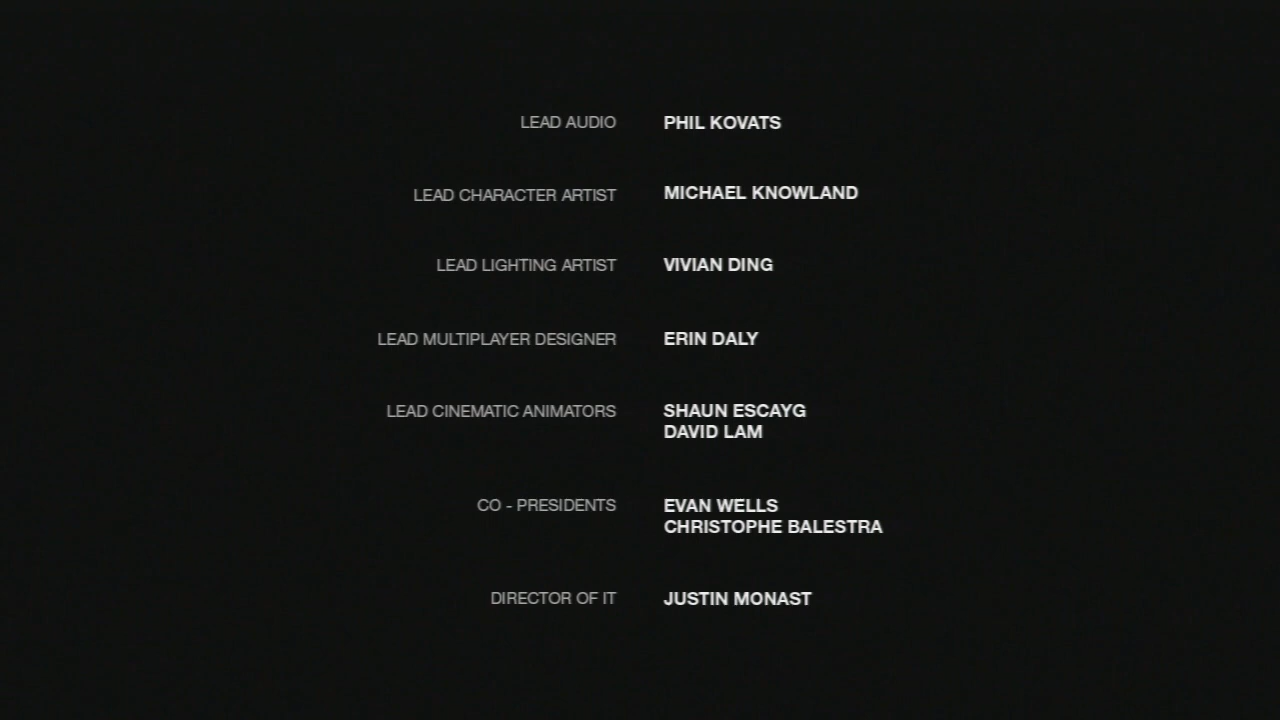 LEAD AUDIO PHIL KOVATS
LEAD CHARACTER ARTIST MICHAEL KNOWLAND
LEAD LIGHTING ARTIST VIVIAN DING
LEAD MULTIPLAYER DESIGNER ERIN DALY
LEAD CINEMATIC ANIMATORS SHAUN ESCAYG
DAVID LAM
CO - PRESIDENTS EVAN WELLS
CHRISTOPHE BALESTRA
DIRECTOR OF IT JUSTIN MONAST